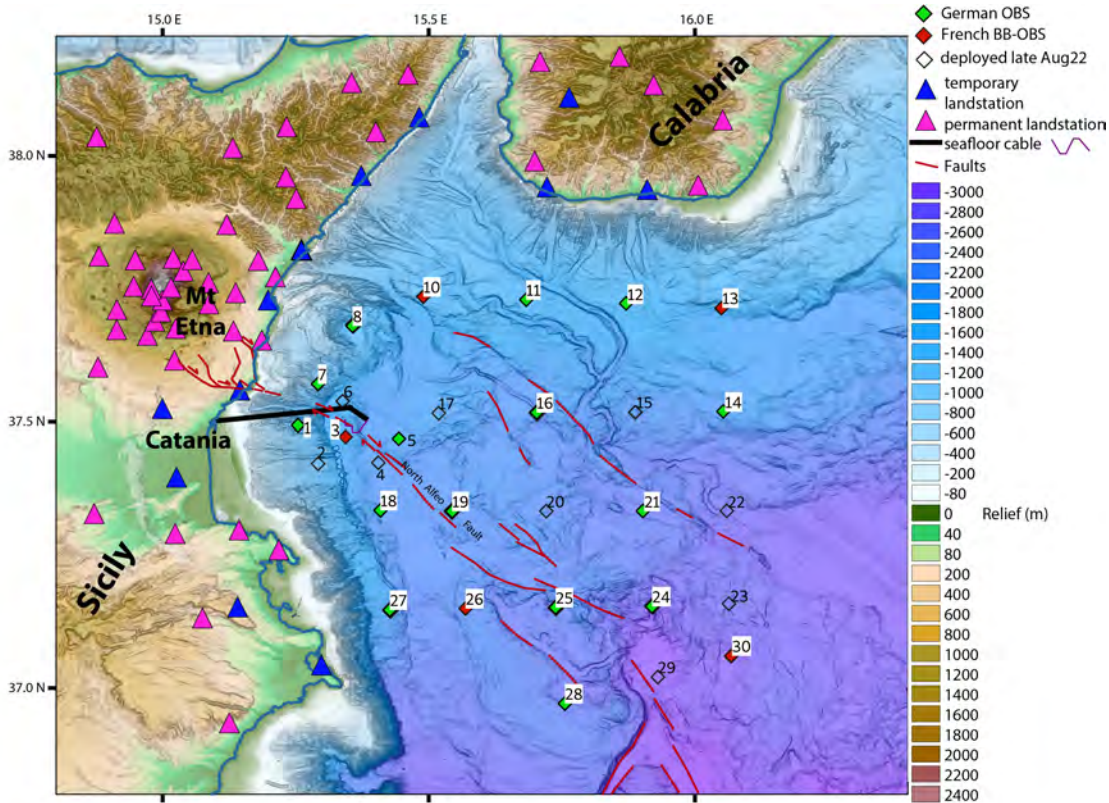 15.0 E
15.5 E
16.0 E
German OBS
French BB-OBS
deployed late Aug22
temporary
landstation
permanent landstation
seafloor cable
Faults
38.0 N
37.5 N
37.0 N
Calabria
Mt
Etna
Catania
Sicily
North Alfeo Fault
10
11
12
13
8
7
6
17
16
15
14
1
3
5
2
4
18
19
20
21
22
27
26
25
24
23
30
29
28
-3000
-2800
-2600
-2400
-2200
-2000
-1800
-1600
-1400
-1200
-1000
-800
-600
-400
-200
-80
0 Relief (m)
40
80
200
400
600
800
1000
1200
1400
1600
1800
2000
2200
2400